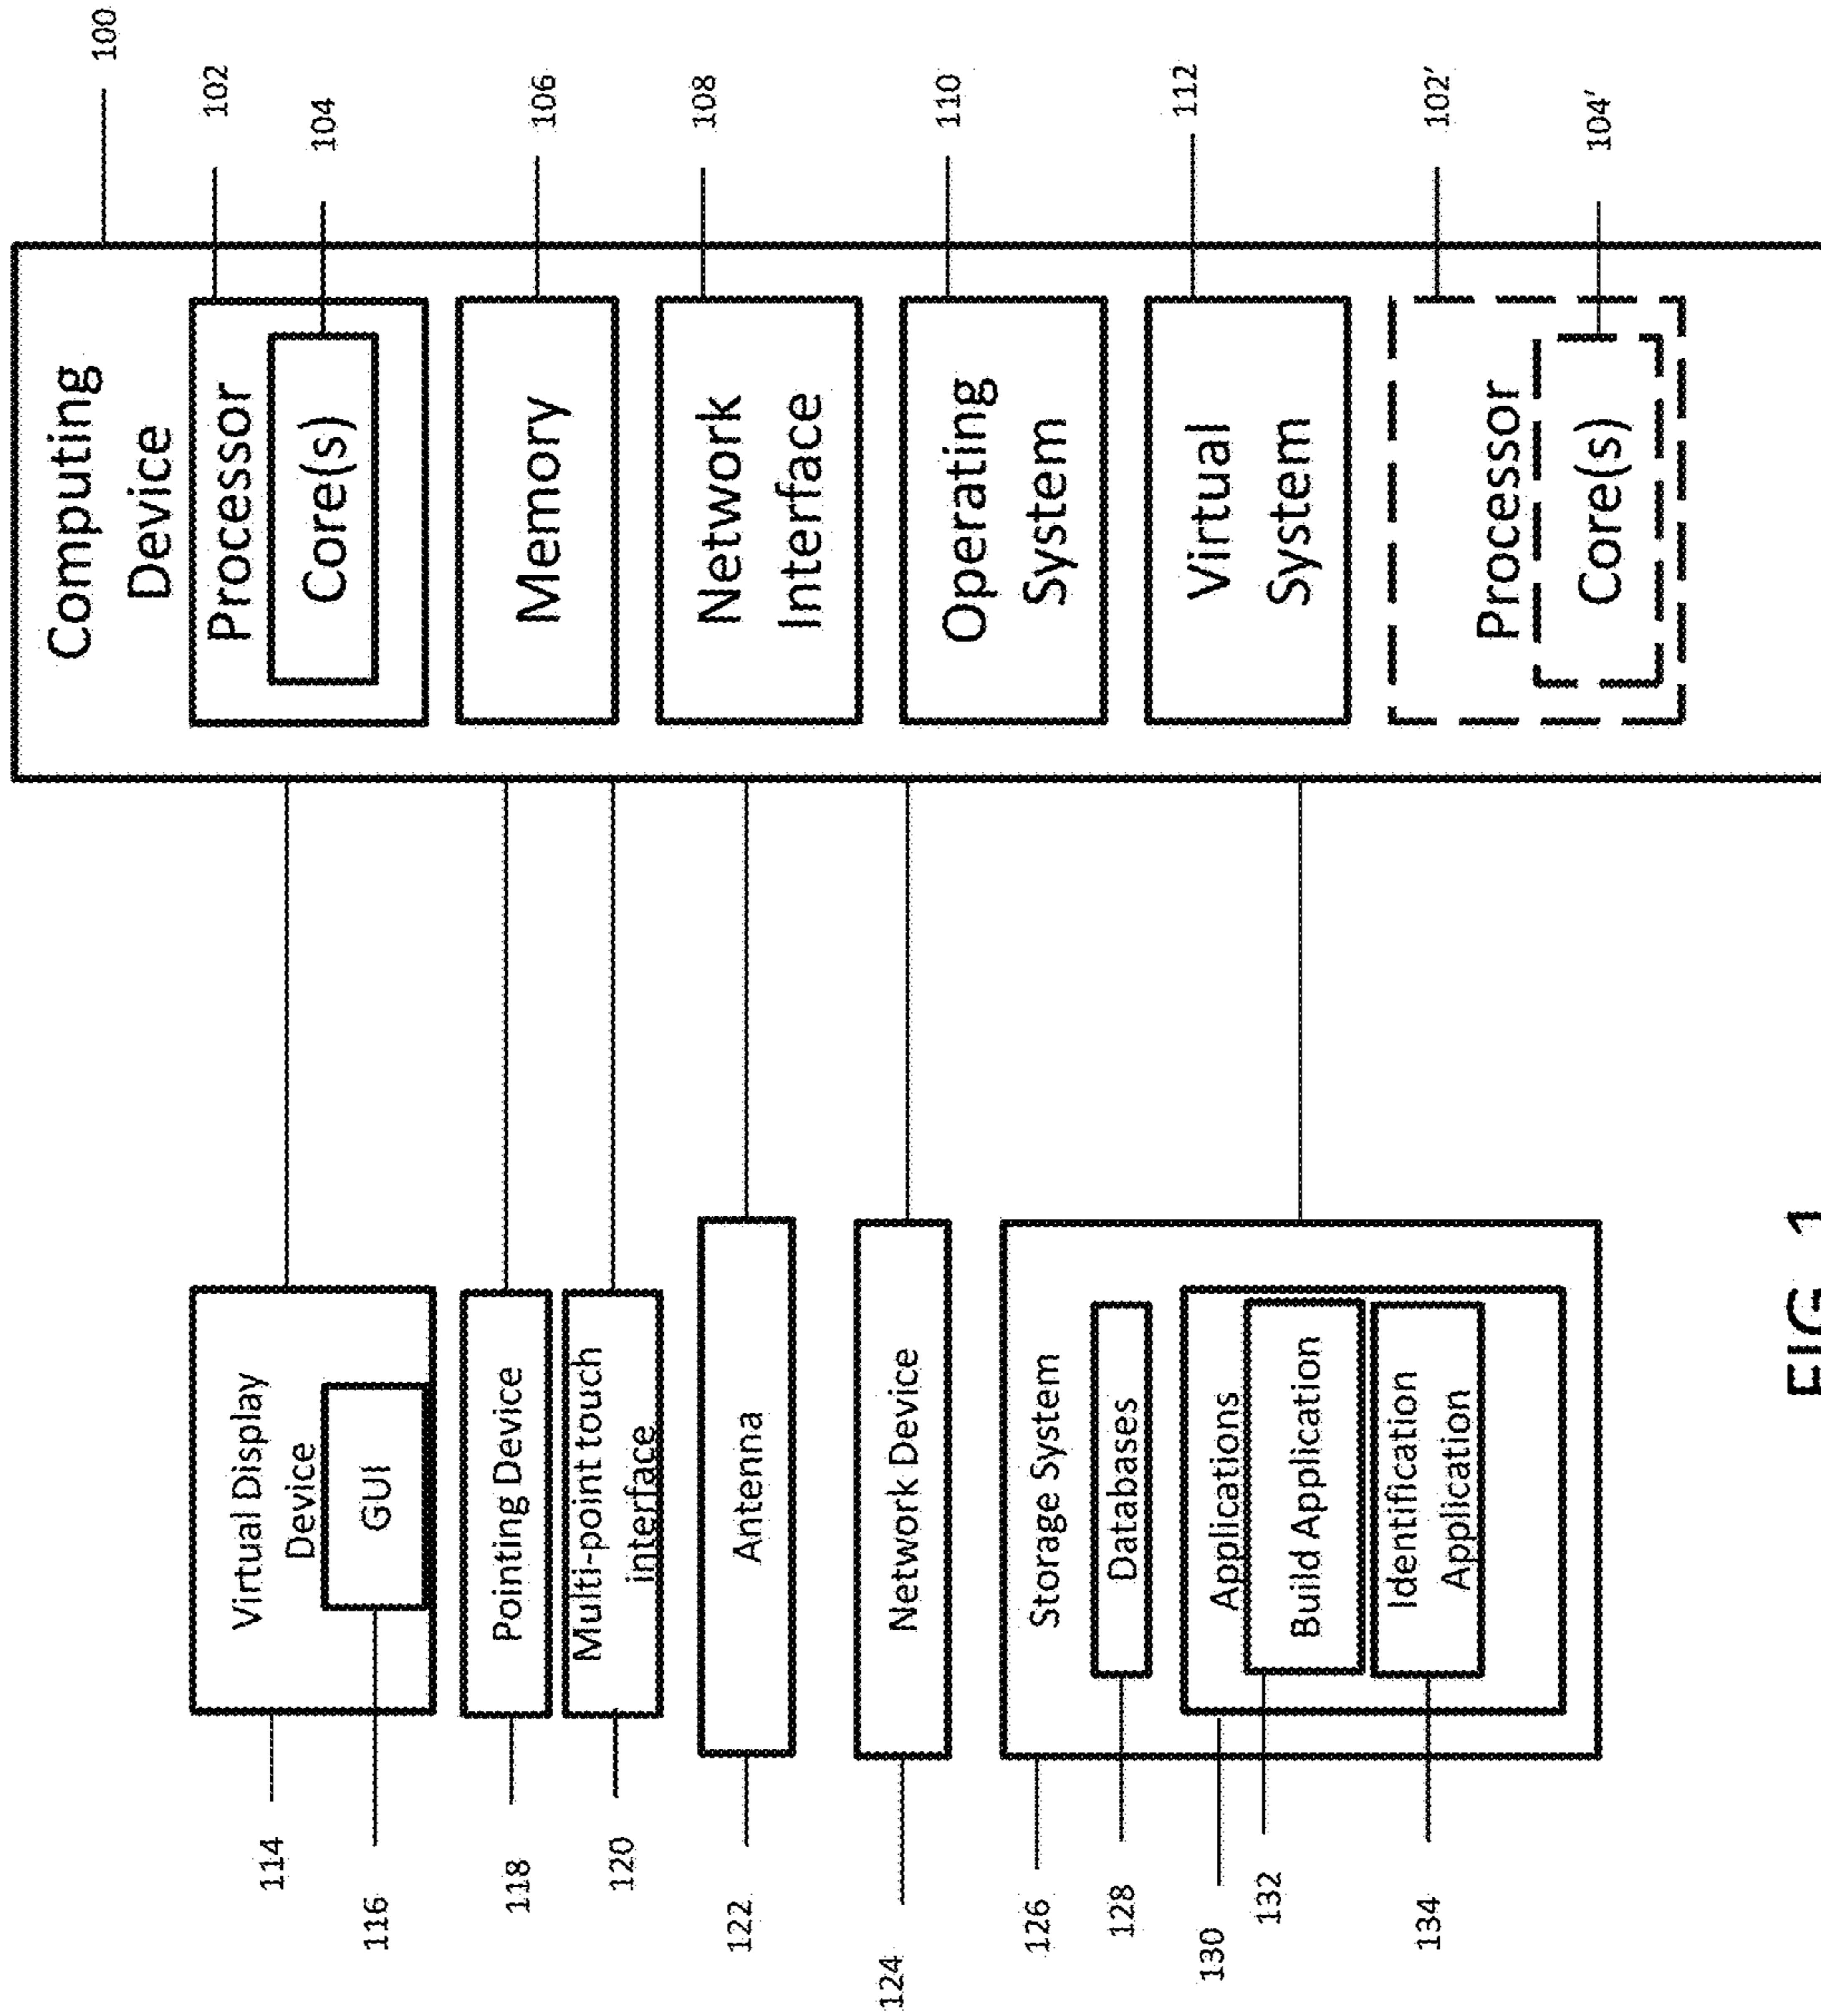 114
116
118
120
122
124
126
128
130
132
134
Virtual Display
Device
GUI
Pointing Device
Multi-point touch
interface
Antenna
Network Device
Storage System
Databases
Applications
Build Application
Identification
Application
Computing
Device
Processor
Core(s)
Memory
Network
Interface
Operating
System
Virtual
System
Processor
Core(s)
100
102
104
106
108
110
112
102'
104'
FIG. 1